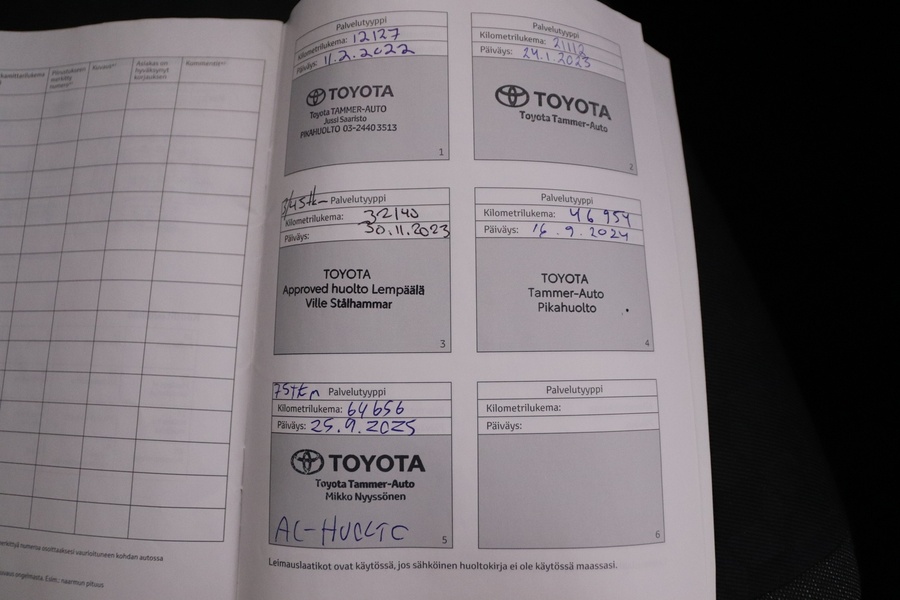 Palvelutyyppi
Kilometrilukema: 12127
Päiväys: 11.2.2022
TOYOTA
Toyota TAMMER-AUTO
Jussi Saaristo
PIKAHUOLTO 03-2440 3513
1
Palvelutyyppi
Kilometrilukema: 21112
Päiväys: 24.1.2023
TOYOTA
Toyota Tammer-Auto
2
Palvelutyyppi
Kilometrilukema: 32140
Päiväys: 30.11.2023
TOYOTA
Approved huolto Lempäälä
Ville Stålhammar
3
Palvelutyyppi
Kilometrilukema: 46954
Päiväys: 16.9.2024
TOYOTA
Tammer-Auto
Pikahuolto
4
75tkm Palvelutyyppi
Kilometrilukema: 64656
Päiväys: 25.9.2025
TOYOTA
Toyota Tammer-Auto
Mikko Nyyssönen
AC-HUOLTO
5
Palvelutyyppi
Kilometrilukema:
Päiväys:
6
Leimauslaatikot ovat käytössä, jos sähköinen huoltokirja ei ole käytössä maassasi.